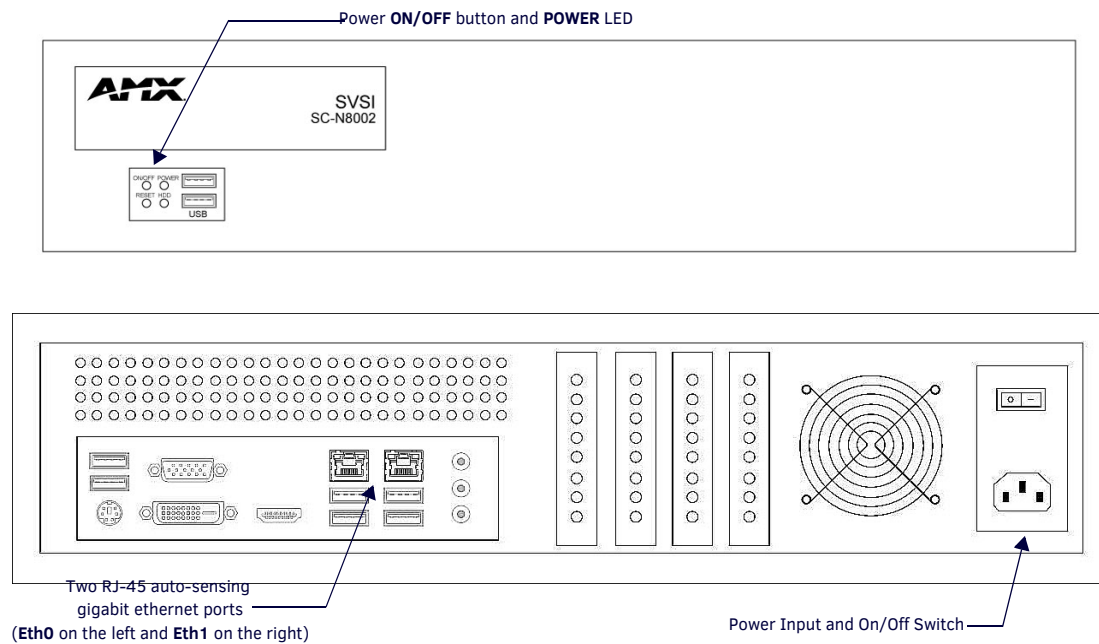 Power ON/OFF button and POWER LED
AMX
SVSI
SC-N8002
ON/OFF POWER
RESET HDD
USB
Two RJ-45 auto-sensing
gigabit ethernet ports
(Eth0 on the left and Eth1 on the right)
Power Input and On/Off Switch